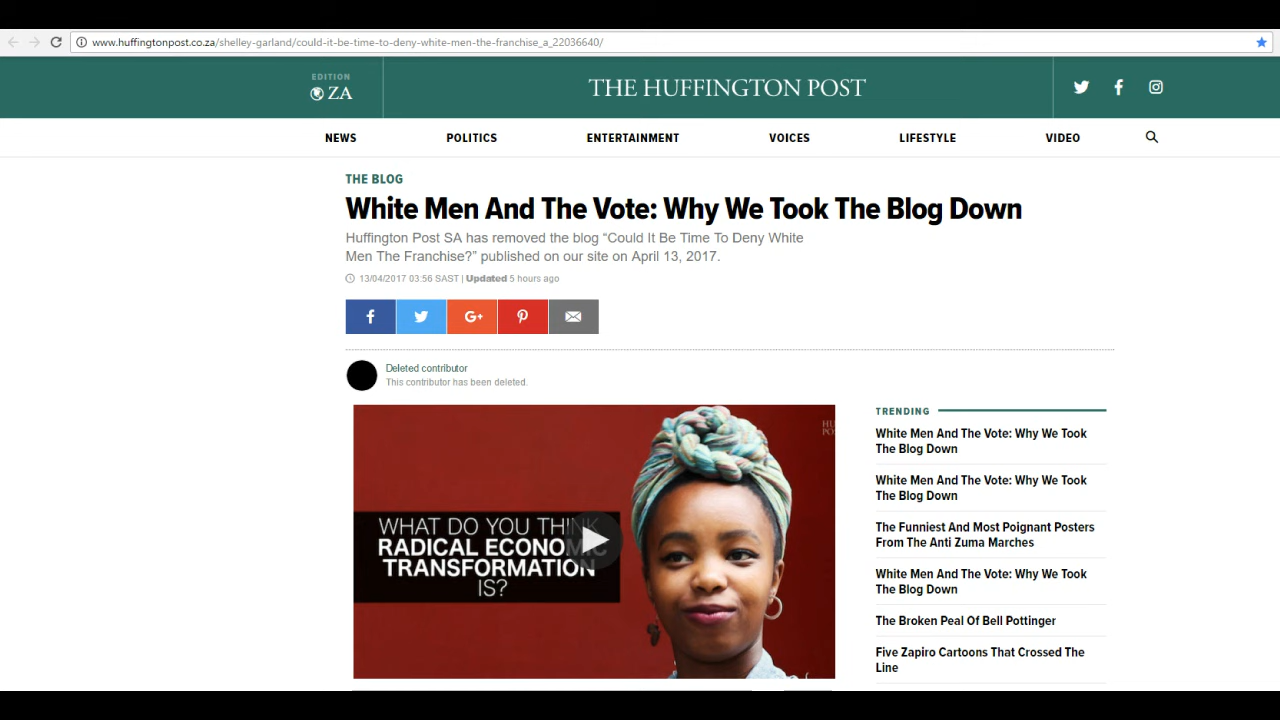 www.huffingtonpost.co.za/shelley-garland/could-it-be-time-to-deny-white-men-the-franchise_a_22036640/
EDITION
ZA
THE HUFFINGTON POST
NEWS POLITICS ENTERTAINMENT VOICES LIFESTYLE VIDEO
THE BLOG
White Men And The Vote: Why We Took The Blog Down
Huffington Post SA has removed the blog “Could It Be Time To Deny White
Men The Franchise?” published on our site on April 13, 2017.
13/04/2017 03:56 SAST | Updated 5 hours ago
Deleted contributor
This contributor has been deleted.
HUF
POS
WHAT DO YOU THINK
RADICAL ECONOMIC
TRANSFORMATION
IS?
TRENDING
White Men And The Vote: Why We Took
The Blog Down
White Men And The Vote: Why We Took
The Blog Down
The Funniest And Most Poignant Posters
From The Anti Zuma Marches
White Men And The Vote: Why We Took
The Blog Down
The Broken Peal Of Bell Pottinger
Five Zapiro Cartoons That Crossed The
Line